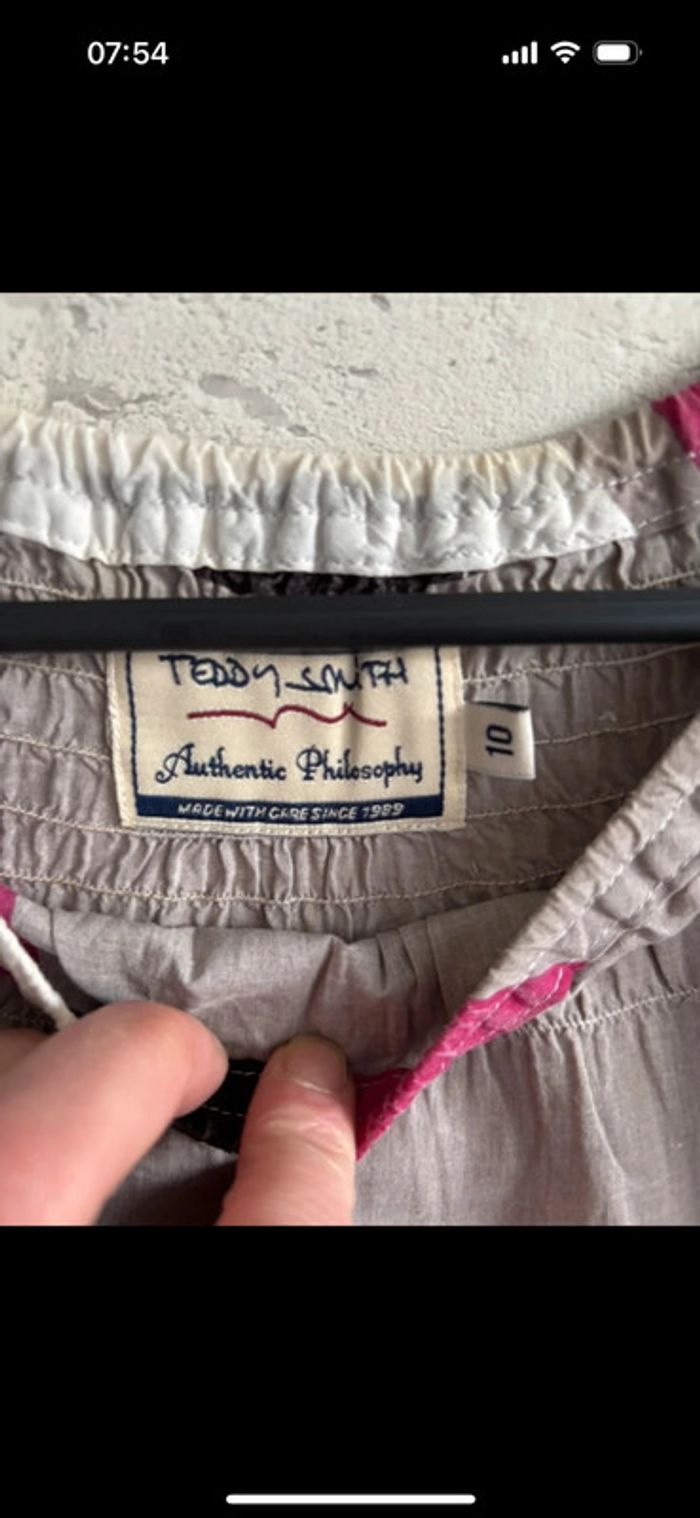 07:54
TEDDY SMITH
Authentic Philosophy
MADE WITH CARE SINCE 1989
10